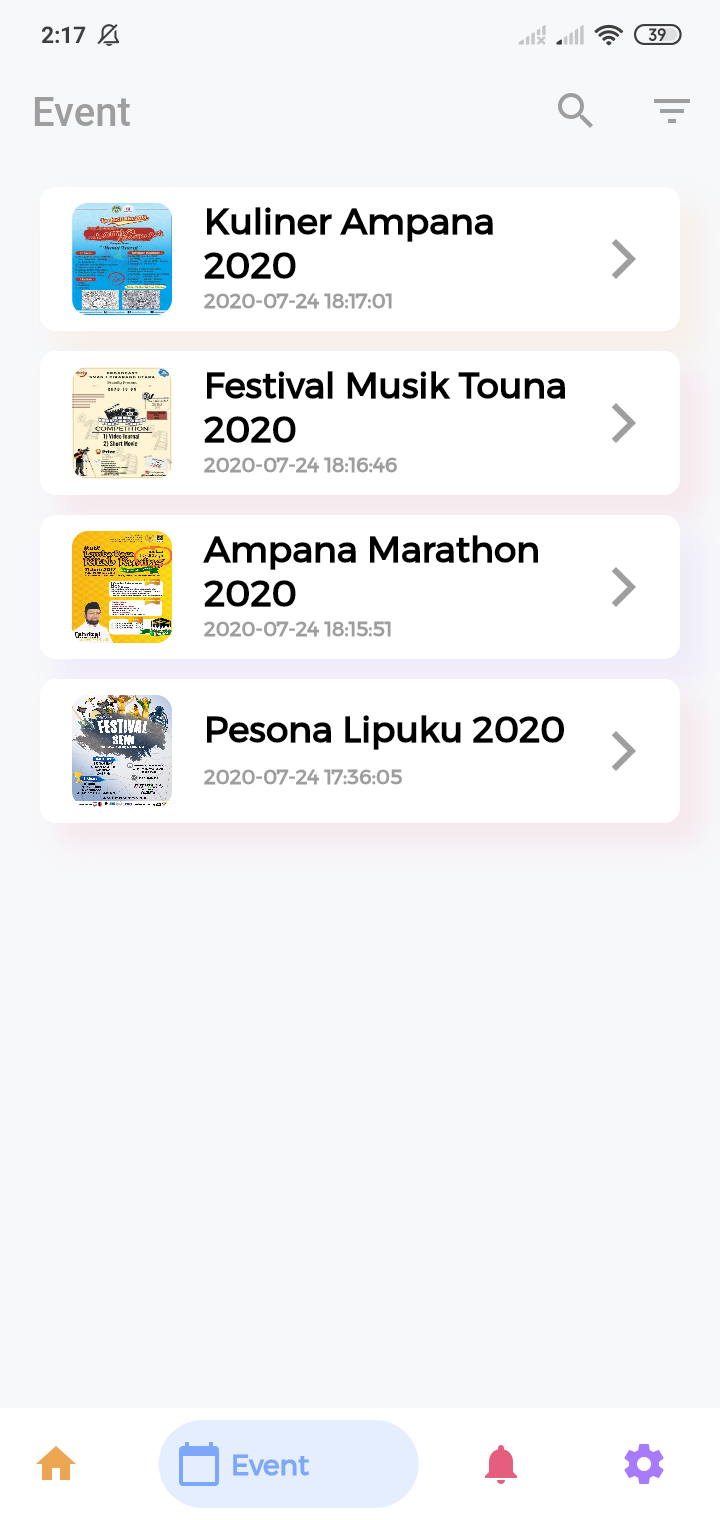 2:17
39
Event
Kuliner Ampana
2020
2020-07-24 18:17:01
Festival Musik Touna
2020
2020-07-24 18:16:46
COMPETITION
1) Video Journal
2) Short Movie
Ampana Marathon
2020
2020-07-24 18:15:51
Kitab Kuning
FESTIVAL
SENI
Pesona Lipuku 2020
2020-07-24 17:36:05
Event